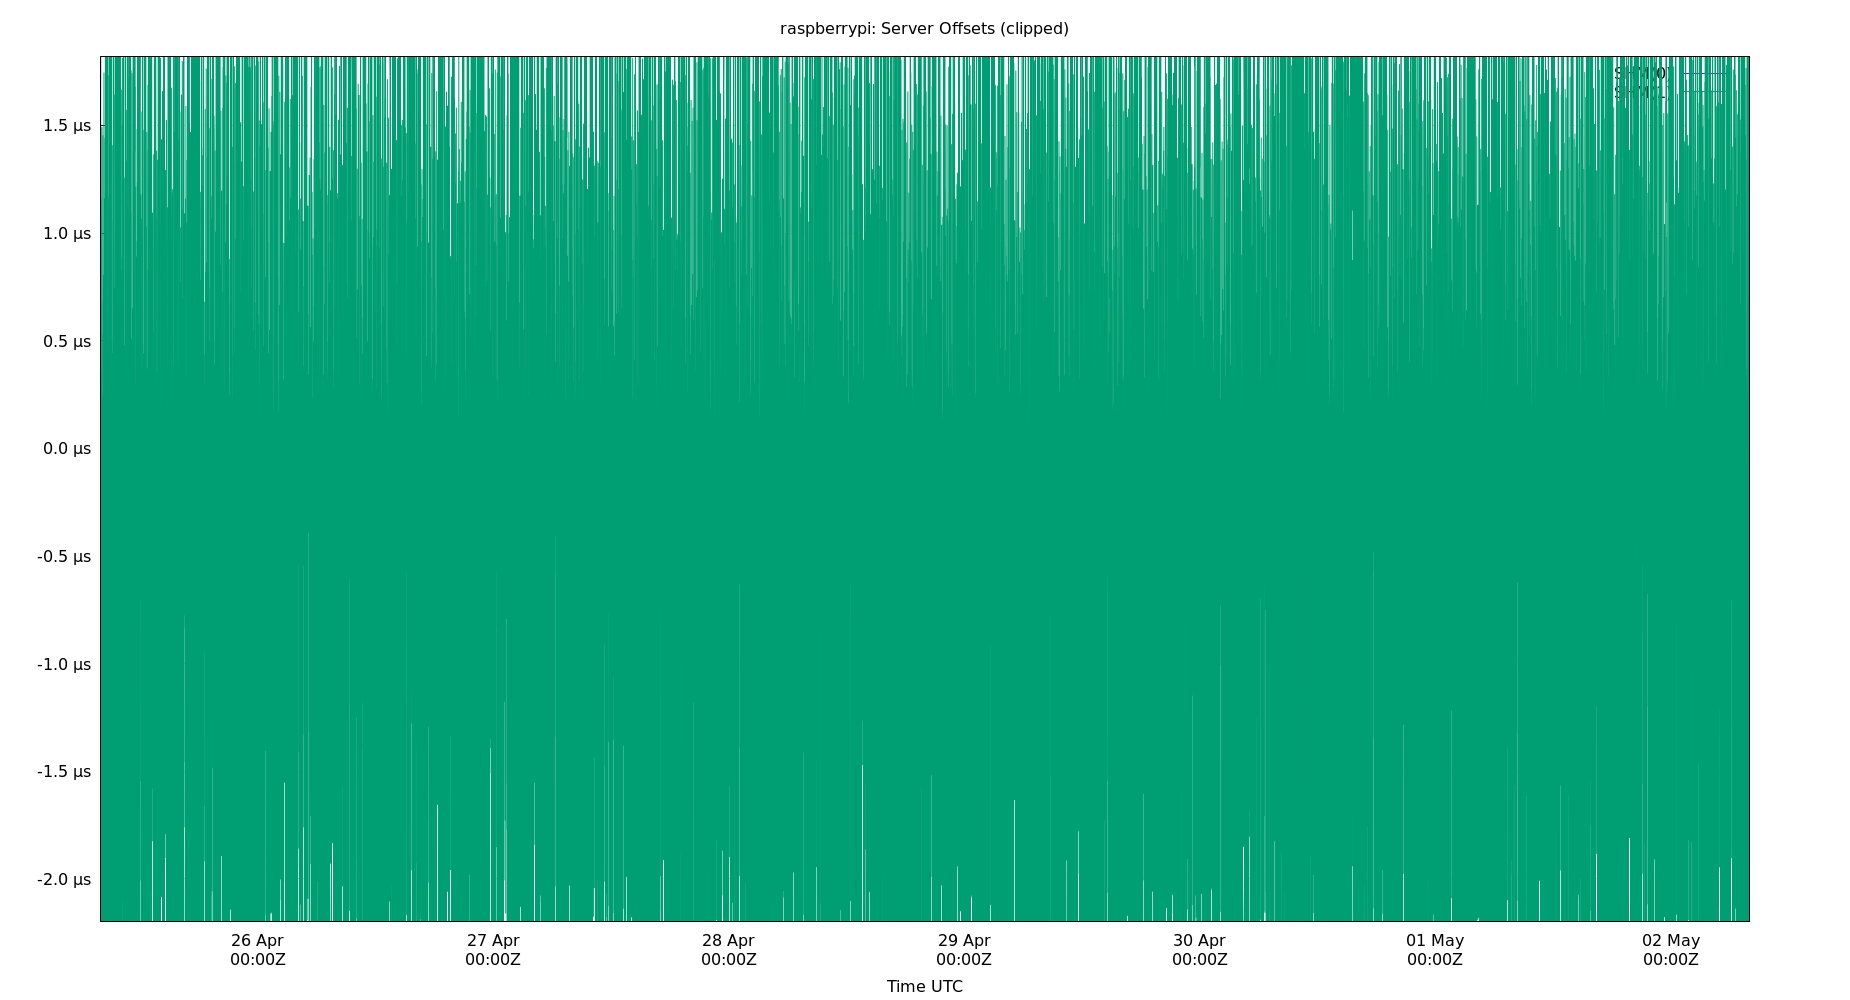 raspberrypi: Server Offsets (clipped)
SHM(0)
1.5 µs
1.0 µs
0.5 µs
0.0 µs
-0.5 µs
-1.0 µs
-1.5 µs
-2.0 µs
26 Apr 27 Apr 28 Apr 29 Apr 30 Apr 01 May 02 May
00:00Z 00:00Z 00:00Z 00:00Z 00:00Z 00:00Z 00:00Z
Time UTC